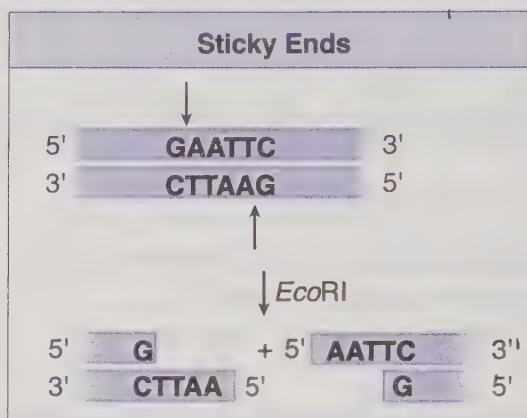 Sticky Ends
5' GAATTC 3'
3' CTTAAG 5'
EcoRI
5' G + 5' AATTC 3'
3' CTTAA 5' G 5'